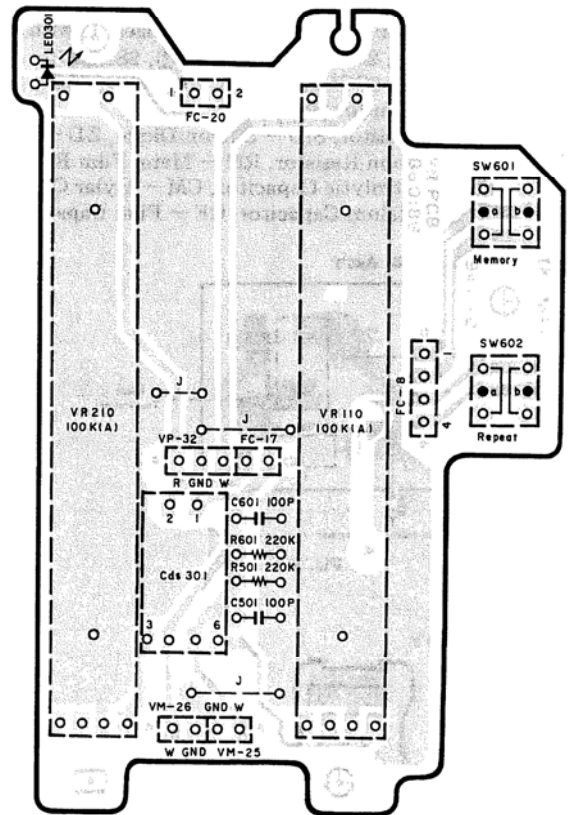 LED301
1 2
FC-20
SW601
a b
Memory
SW602
a b
Repeat
1
FC-8
4
VR210
100K(A)
VR110
100K(A)
J
J
VP-32 FC-17
R GND W
2 1
Cds 301
3 6
C601 100P
R601 220K
R501 220K
C501 100P
J
VM-26 GND W
W GND VM-25